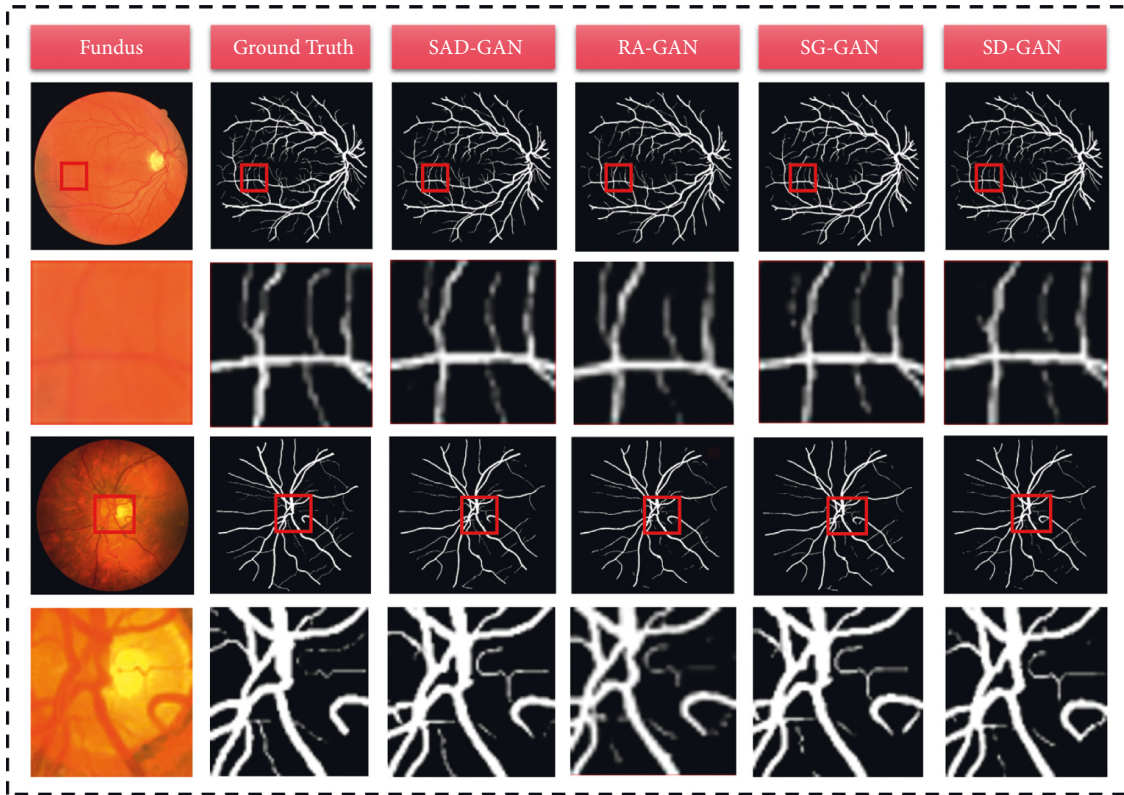 Fundus
Ground Truth
SAD-GAN
RA-GAN
SG-GAN
SD-GAN